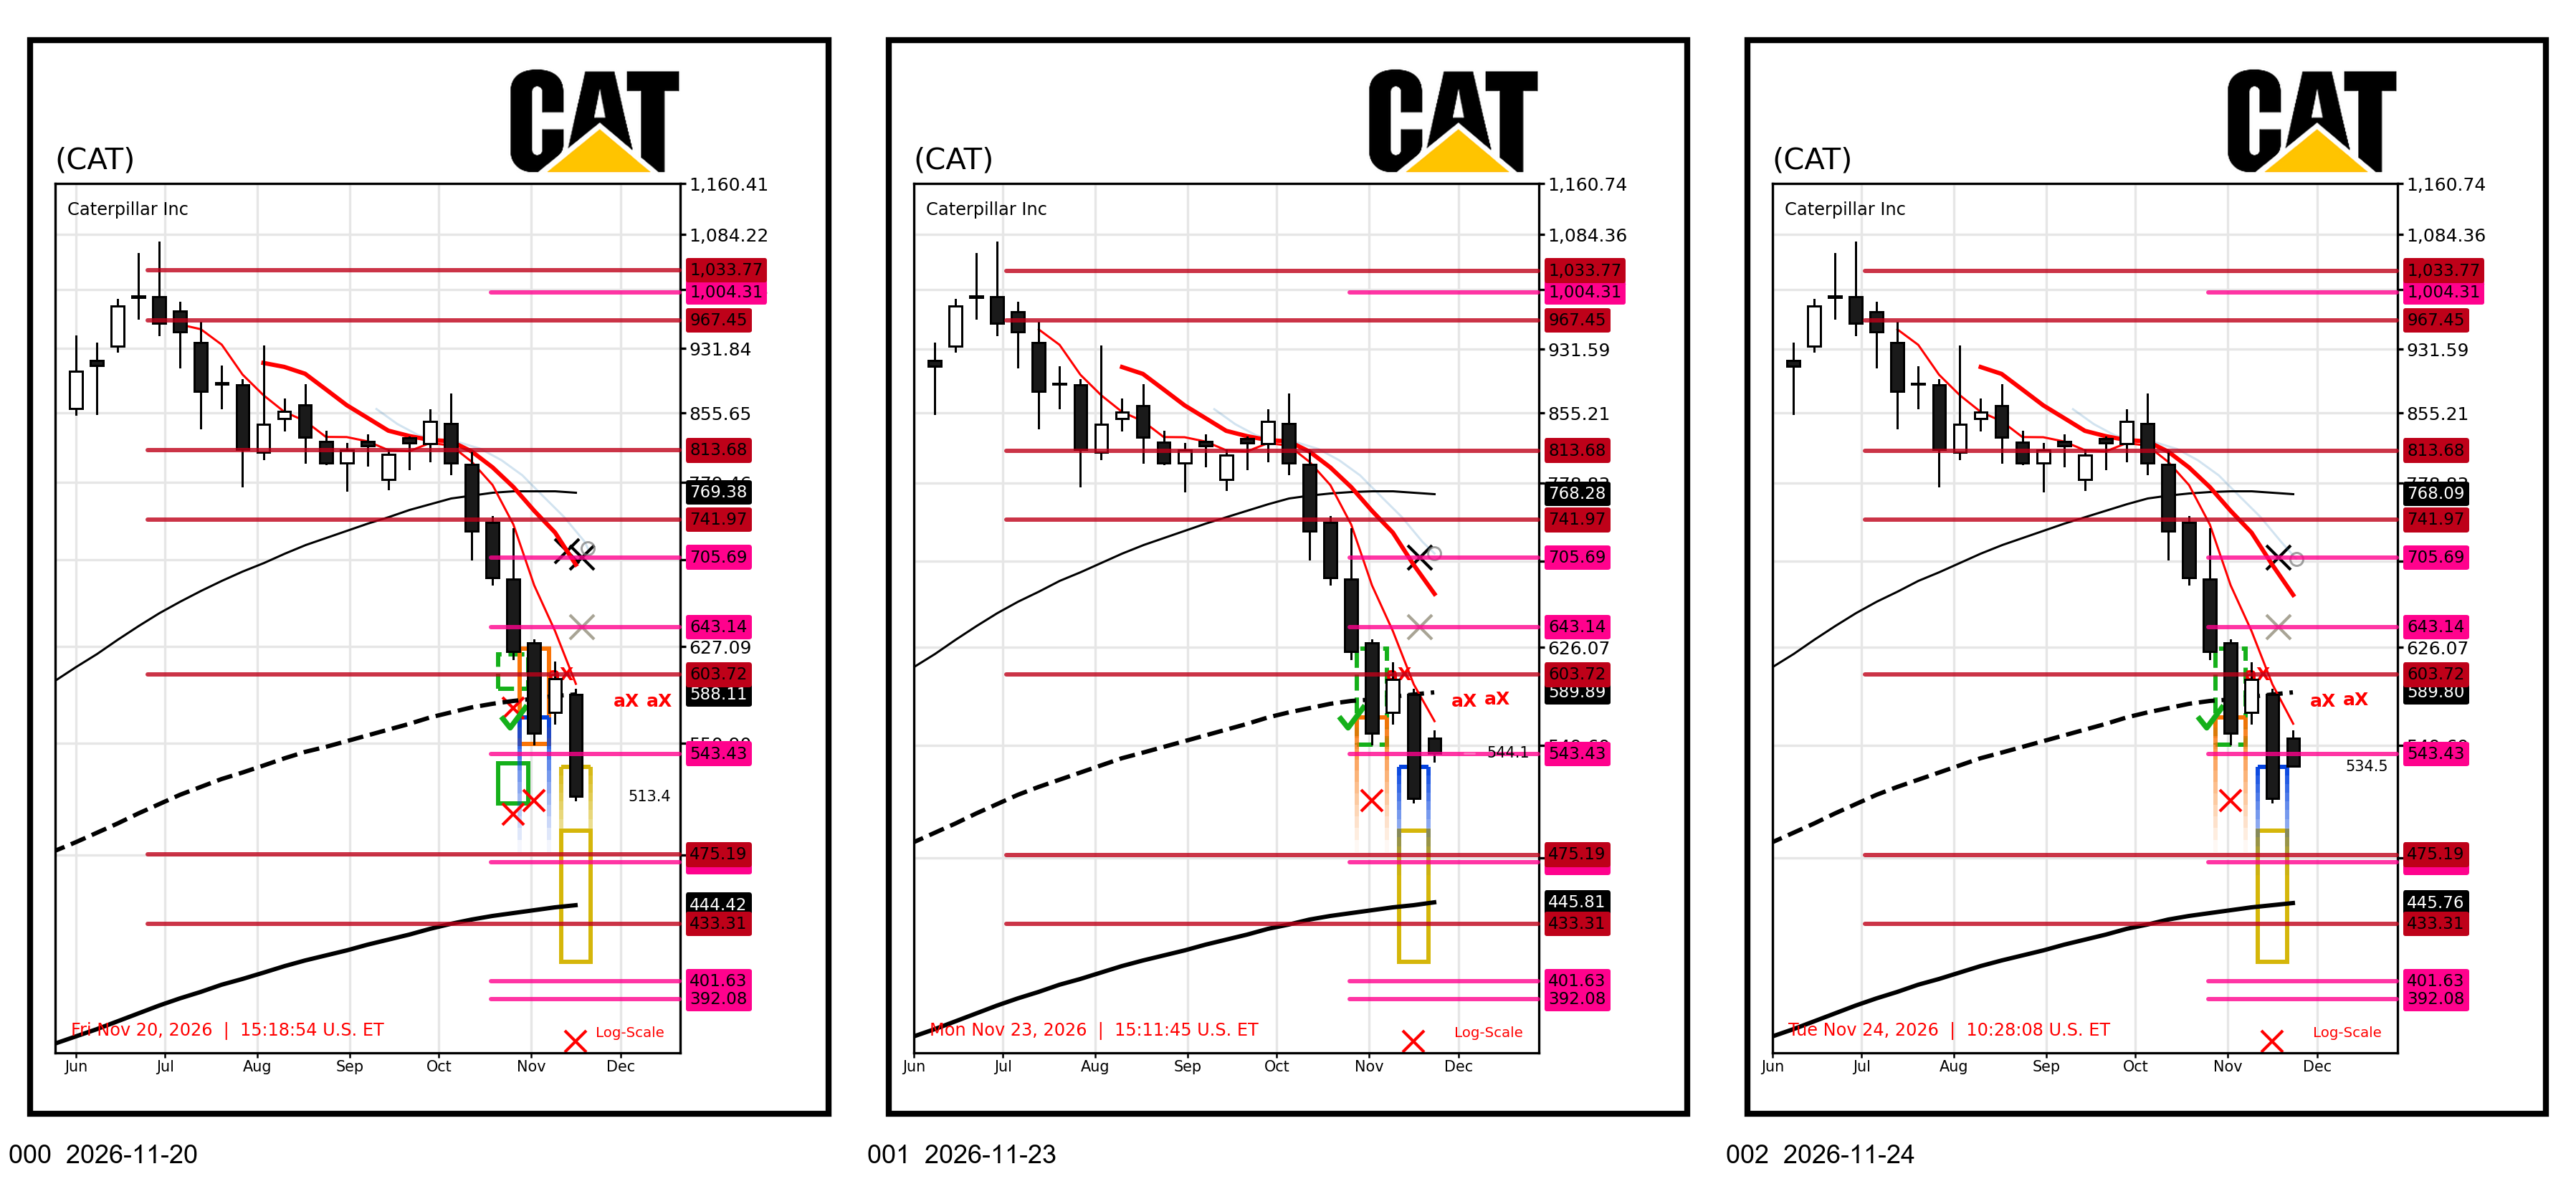 CAT
(CAT)
Caterpillar Inc
1,160.41
1,084.22
1,033.77
1,004.31
967.45
931.84
855.65
813.68
769.38
741.97
705.69
643.14
627.09
603.72
588.11
aX
aX aX
543.43
513.4
475.19
444.42
433.31
401.63
392.08
Fri Nov 20, 2026 | 15:18:54 U.S. ET
Log-Scale
Jun Jul Aug Sep Oct Nov Dec
000 2026-11-20
CAT
(CAT)
Caterpillar Inc
1,160.74
1,084.36
1,033.77
1,004.31
967.45
931.59
855.21
813.68
768.28
741.97
705.69
643.14
626.07
603.72
589.89
aX
aX aX
544.1
543.43
475.19
445.81
433.31
401.63
392.08
Mon Nov 23, 2026 | 15:11:45 U.S. ET
Log-Scale
Jun Jul Aug Sep Oct Nov Dec
001 2026-11-23
CAT
(CAT)
Caterpillar Inc
1,160.74
1,084.36
1,033.77
1,004.31
967.45
931.59
855.21
813.68
768.09
741.97
705.69
643.14
626.07
603.72
589.80
aX
aX aX
543.43
534.5
475.19
445.76
433.31
401.63
392.08
Tue Nov 24, 2026 | 10:28:08 U.S. ET
Log-Scale
Jun Jul Aug Sep Oct Nov Dec
002 2026-11-24